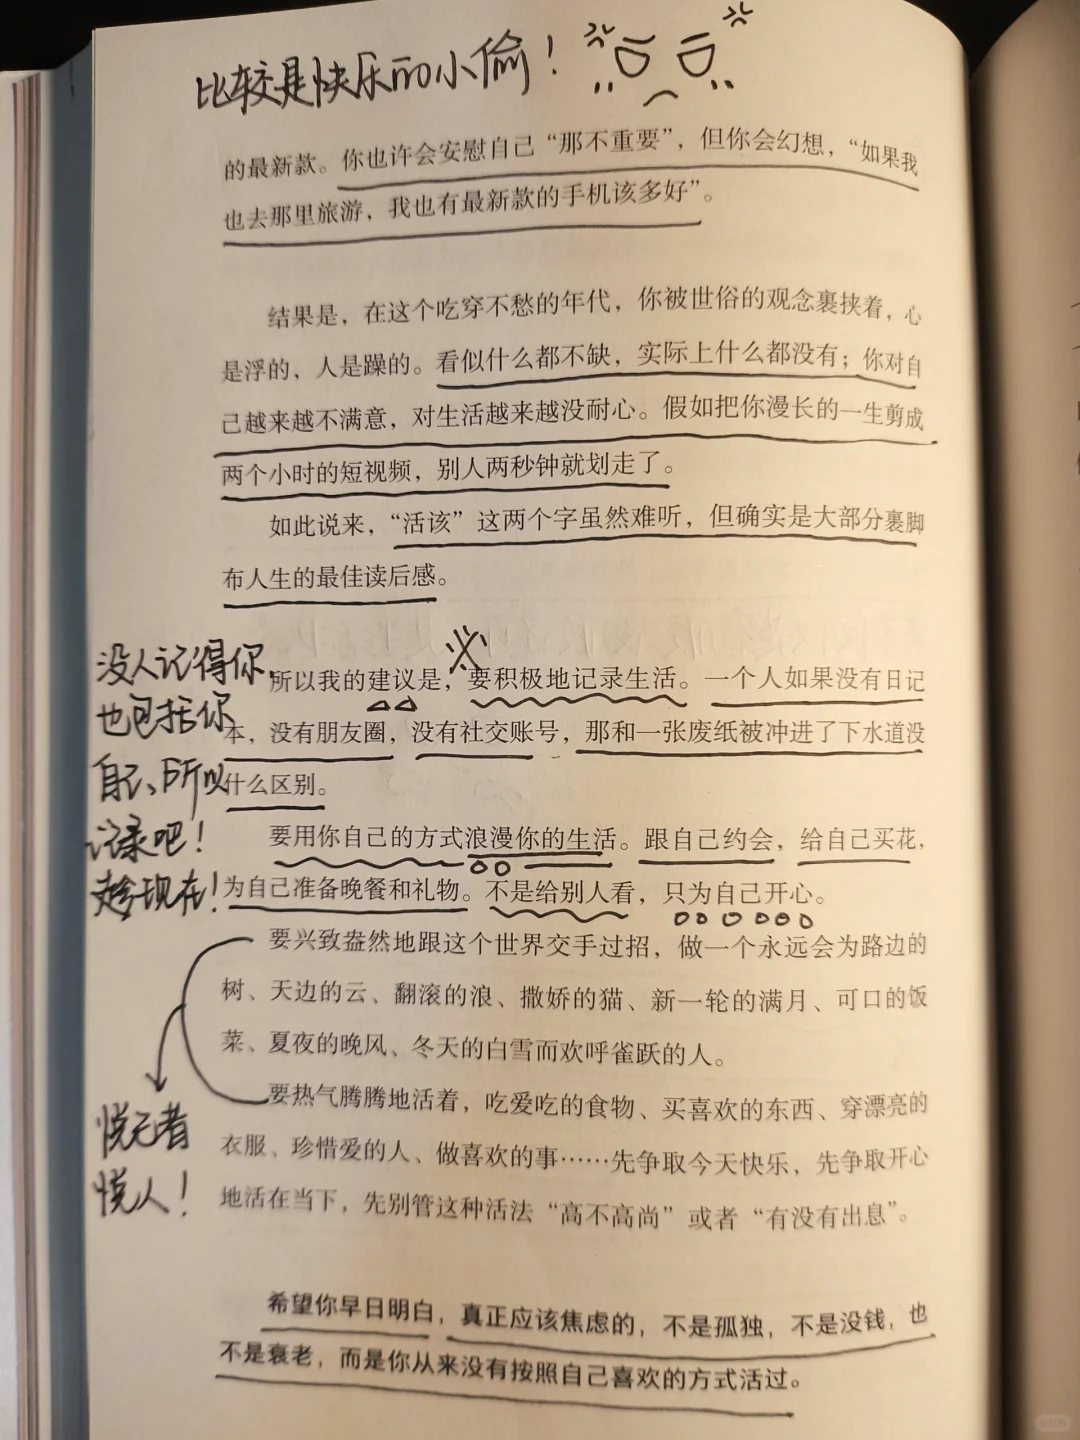 比较是快乐的小偷！
的最新款。你也许会安慰自己“那不重要”，但你会幻想，“如果我
也去那里旅游，我也有最新款的手机该多好”。
结果是，在这个吃穿不愁的年代，你被世俗的观念裹挟着，心
是浮的，人是躁的。看似什么都不缺，实际上什么都没有；你对自
己越来越不满意，对生活越来越没耐心。假如把你漫长的一生剪成
两个小时的短视频，别人两秒钟就划走了。
如此说来，“活该”这两个字虽然难听，但确实是大部分裹脚
布人生的最佳读后感。
没人记得你，
也包括你
自己、所以
记录吧！
趁现在！
所以我的建议是，要积极地记录生活。一个人如果没有日记
本，没有朋友圈，没有社交账号，那和一张废纸被冲进了下水道没
什么区别。
要用你自己的方式浪漫你的生活。跟自己约会，给自己买花，
为自己准备晚餐和礼物。不是给别人看，只为自己开心。
要兴致盎然地跟这个世界交手过招，做一个永远会为路边的
树、天边的云、翻滚的浪、撒娇的猫、新一轮的满月、可口的饭
菜、夏夜的晚风、冬天的白雪而欢呼雀跃的人。
要热气腾腾地活着，吃爱吃的食物、买喜欢的东西、穿漂亮的
衣服、珍惜爱的人、做喜欢的事……先争取今天快乐，先争取开心
地活在当下，先别管这种活法“高不高尚”或者“有没有出息”。
悦己者
悦人！
希望你早日明白，真正应该焦虑的，不是孤独，不是没钱，也
不是衰老，而是你从来没有按照自己喜欢的方式活过。